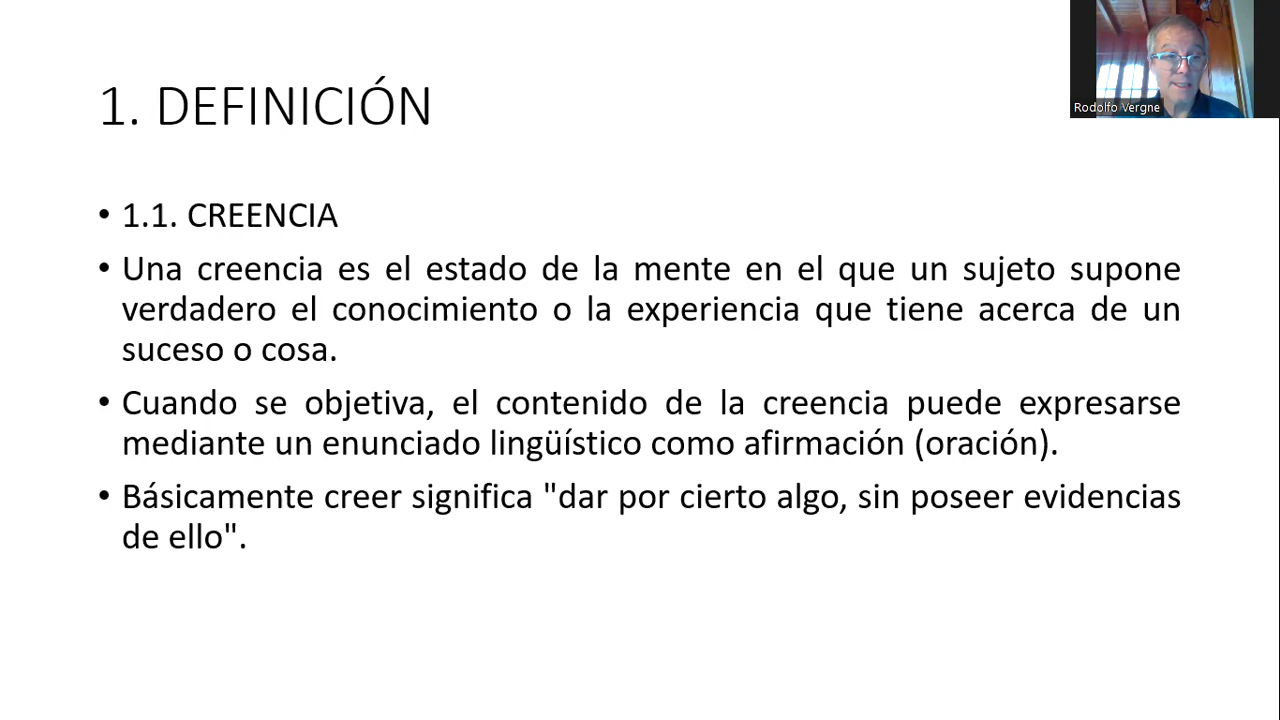 Rodolfo Vergne
1. DEFINICIÓN
• 1.1. CREENCIA
• Una creencia es el estado de la mente en el que un sujeto supone
verdadero el conocimiento o la experiencia que tiene acerca de un
suceso o cosa.
• Cuando se objetiva, el contenido de la creencia puede expresarse
mediante un enunciado lingüístico como afirmación (oración).
• Básicamente creer significa "dar por cierto algo, sin poseer evidencias
de ello".